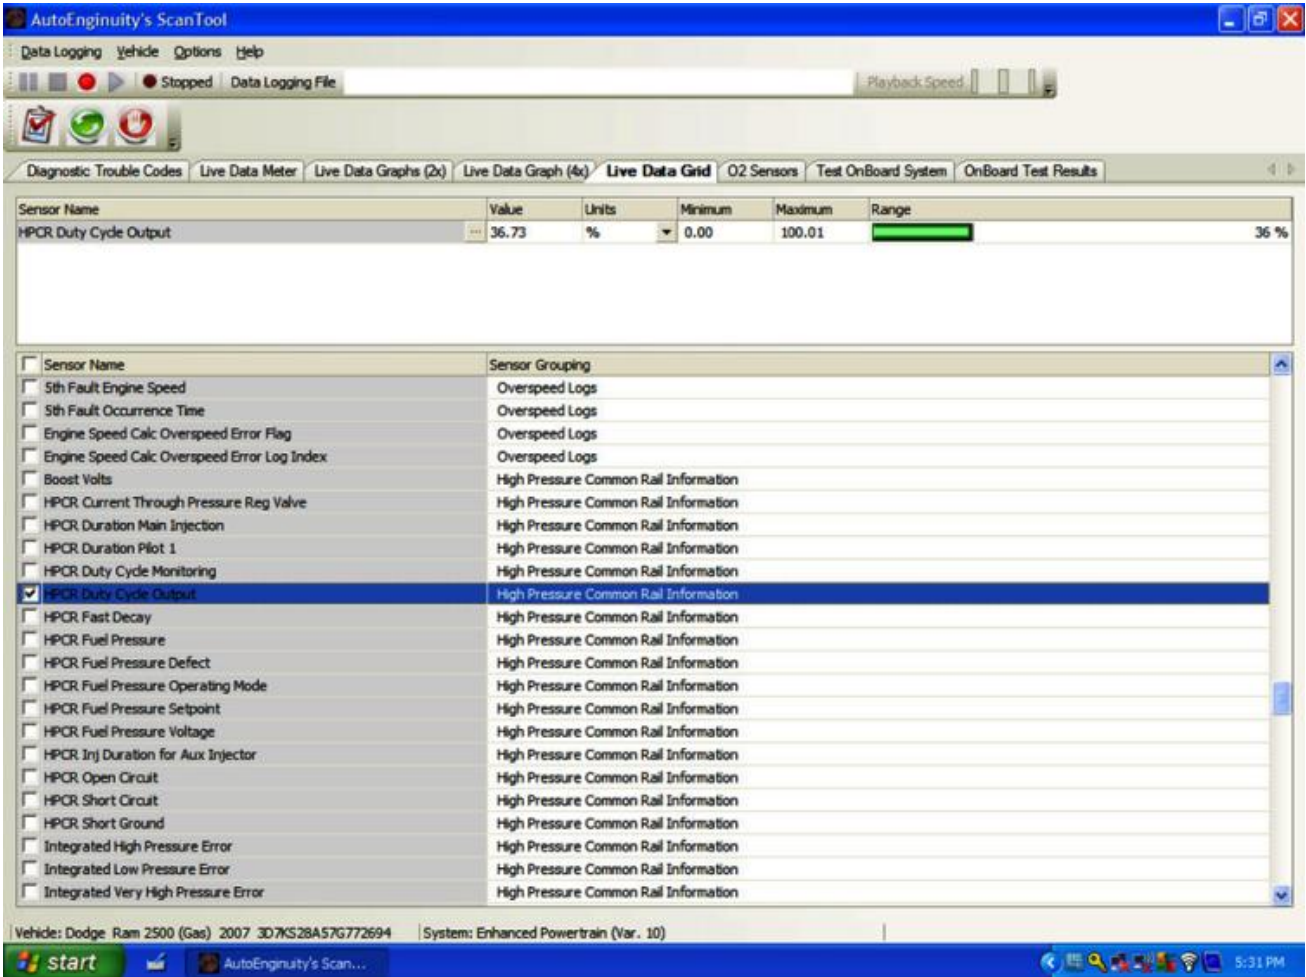 AutoEnginuity's ScanTool
Data Logging Vehicle Options Help
Stopped Data Logging File Playback Speed
Diagnostic Trouble Codes Live Data Meter Live Data Graphs (2x) Live Data Graph (4x) Live Data Grid O2 Sensors Test OnBoard System OnBoard Test Results
Sensor Name Value Units Minimum Maximum Range
HPCR Duty Cycle Output ... 36.73 % 0.00 100.01 36 %
Sensor Name Sensor Grouping
5th Fault Engine Speed Overspeed Logs
5th Fault Occurrence Time Overspeed Logs
Engine Speed Calc Overspeed Error Flag Overspeed Logs
Engine Speed Calc Overspeed Error Log Index Overspeed Logs
Boost Volts High Pressure Common Rail Information
HPCR Current Through Pressure Reg Valve High Pressure Common Rail Information
HPCR Duration Main Injection High Pressure Common Rail Information
HPCR Duration Pilot 1 High Pressure Common Rail Information
HPCR Duty Cycle Monitoring High Pressure Common Rail Information
HPCR Duty Cycle Output High Pressure Common Rail Information
HPCR Fast Decay High Pressure Common Rail Information
HPCR Fuel Pressure High Pressure Common Rail Information
HPCR Fuel Pressure Defect High Pressure Common Rail Information
HPCR Fuel Pressure Operating Mode High Pressure Common Rail Information
HPCR Fuel Pressure Setpoint High Pressure Common Rail Information
HPCR Fuel Pressure Voltage High Pressure Common Rail Information
HPCR Inj Duration for Aux Injector High Pressure Common Rail Information
HPCR Open Circuit High Pressure Common Rail Information
HPCR Short Circuit High Pressure Common Rail Information
HPCR Short Ground High Pressure Common Rail Information
Integrated High Pressure Error High Pressure Common Rail Information
Integrated Low Pressure Error High Pressure Common Rail Information
Integrated Very High Pressure Error High Pressure Common Rail Information
Vehicle: Dodge Ram 2500 (Gas) 2007 3D7KS28A57G772694 System: Enhanced Powertrain (Var. 10)
start AutoEnginuity's Scan... 5:31 PM